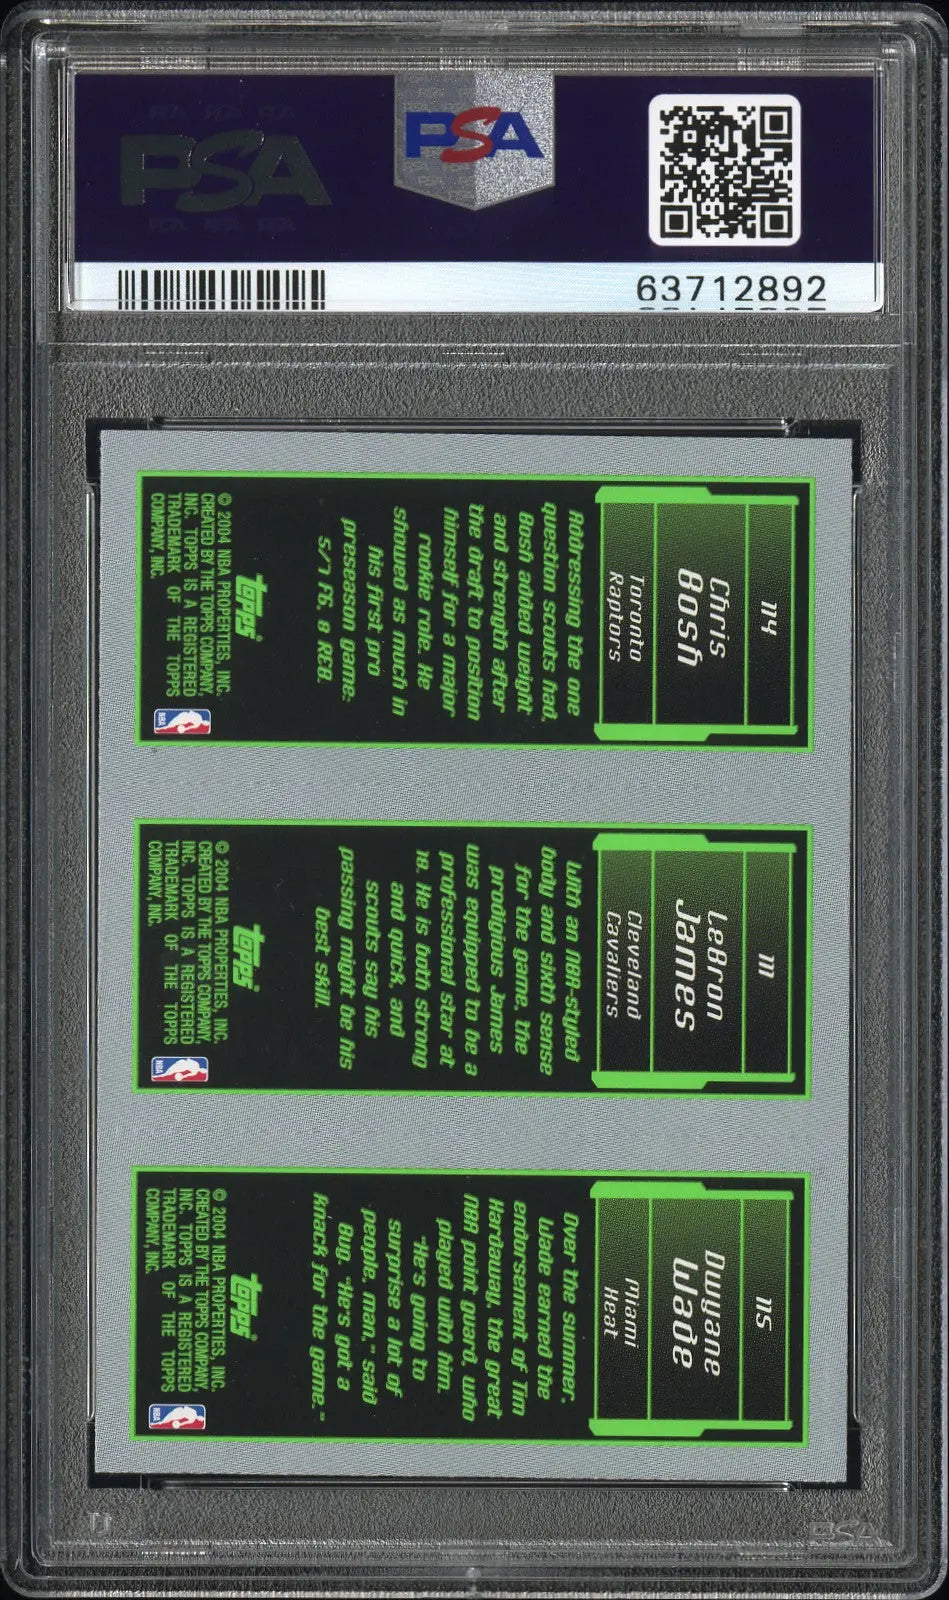 PSA
PSA
63712892
114
Chris
Bosh
Toronto
Raptors
Addressing the one
question scouts had,
Bosh added weight
and strength after
the draft to position
himself for a major
rookie role. He
showed as much in
his first pro
preseason game:
5/7 FG, 8 REB.
topps
© 2004 NBA PROPERTIES, INC.
CREATED BY THE TOPPS COMPANY,
INC. TOPPS IS A REGISTERED
TRADEMARK OF THE TOPPS
COMPANY, INC.
NBA
111
LeBron
James
Cleveland
Cavaliers
With an NBA-styled
body and sixth sense
for the game, the
prodigious James
was equipped to be a
professional star at
18. He is both strong
and quick, and
scouts say his
passing might be his
best skill.
topps
© 2004 NBA PROPERTIES, INC.
CREATED BY THE TOPPS COMPANY,
INC. TOPPS IS A REGISTERED
TRADEMARK OF THE TOPPS
COMPANY, INC.
NBA
115
Dwyane
Wade
Miami
Heat
Over the summer,
Wade earned the
endorsement of Tim
Hardaway, the great
NBA point guard, who
played with him.
"He's going to
surprise a lot of
people, man," said
Bug. "He's got a
knack for the game."
topps
© 2004 NBA PROPERTIES, INC.
CREATED BY THE TOPPS COMPANY,
INC. TOPPS IS A REGISTERED
TRADEMARK OF THE TOPPS
COMPANY, INC.
NBA
PSA